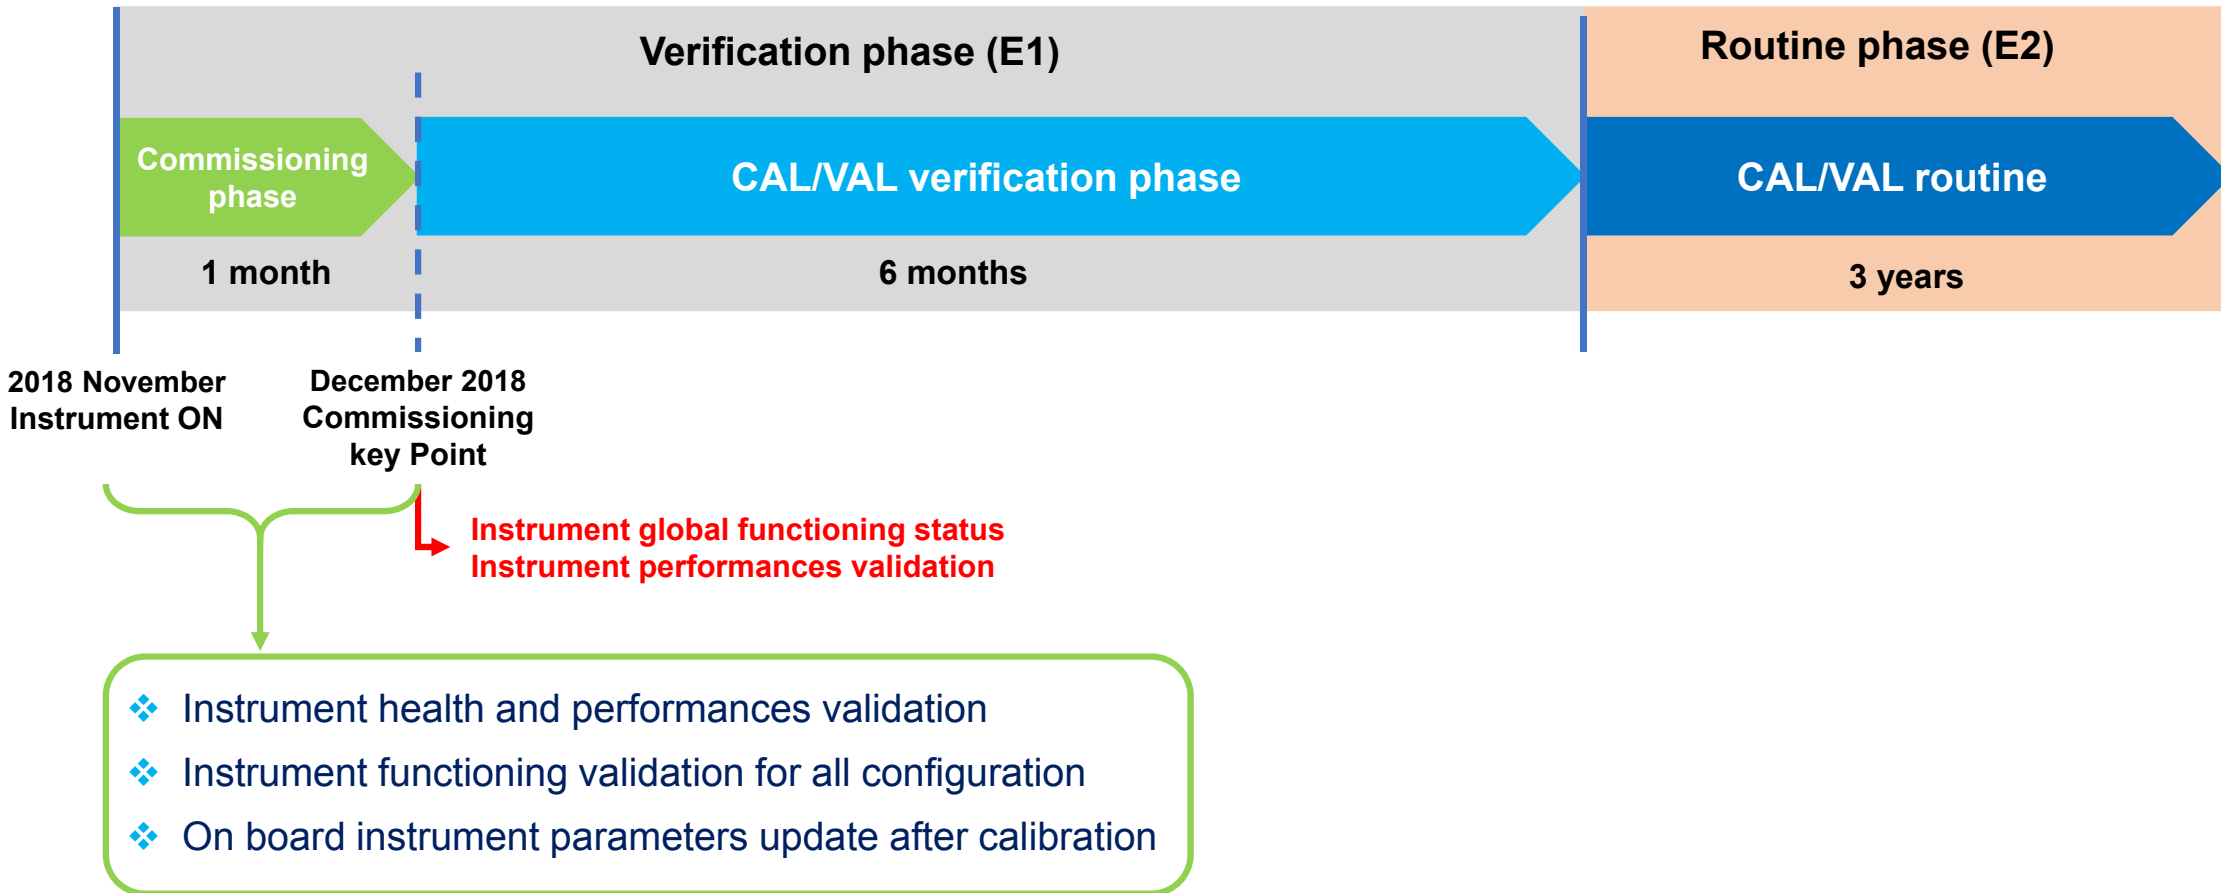 Verification phase (E1)
Routine phase (E2)
Commissioning
phase
CAL/VAL verification phase
CAL/VAL routine
1 month
6 months
3 years
2018 November
Instrument ON
December 2018
Commissioning
key Point
Instrument global functioning status
Instrument performances validation
Instrument health and performances validation
Instrument functioning validation for all configuration
On board instrument parameters update after calibration